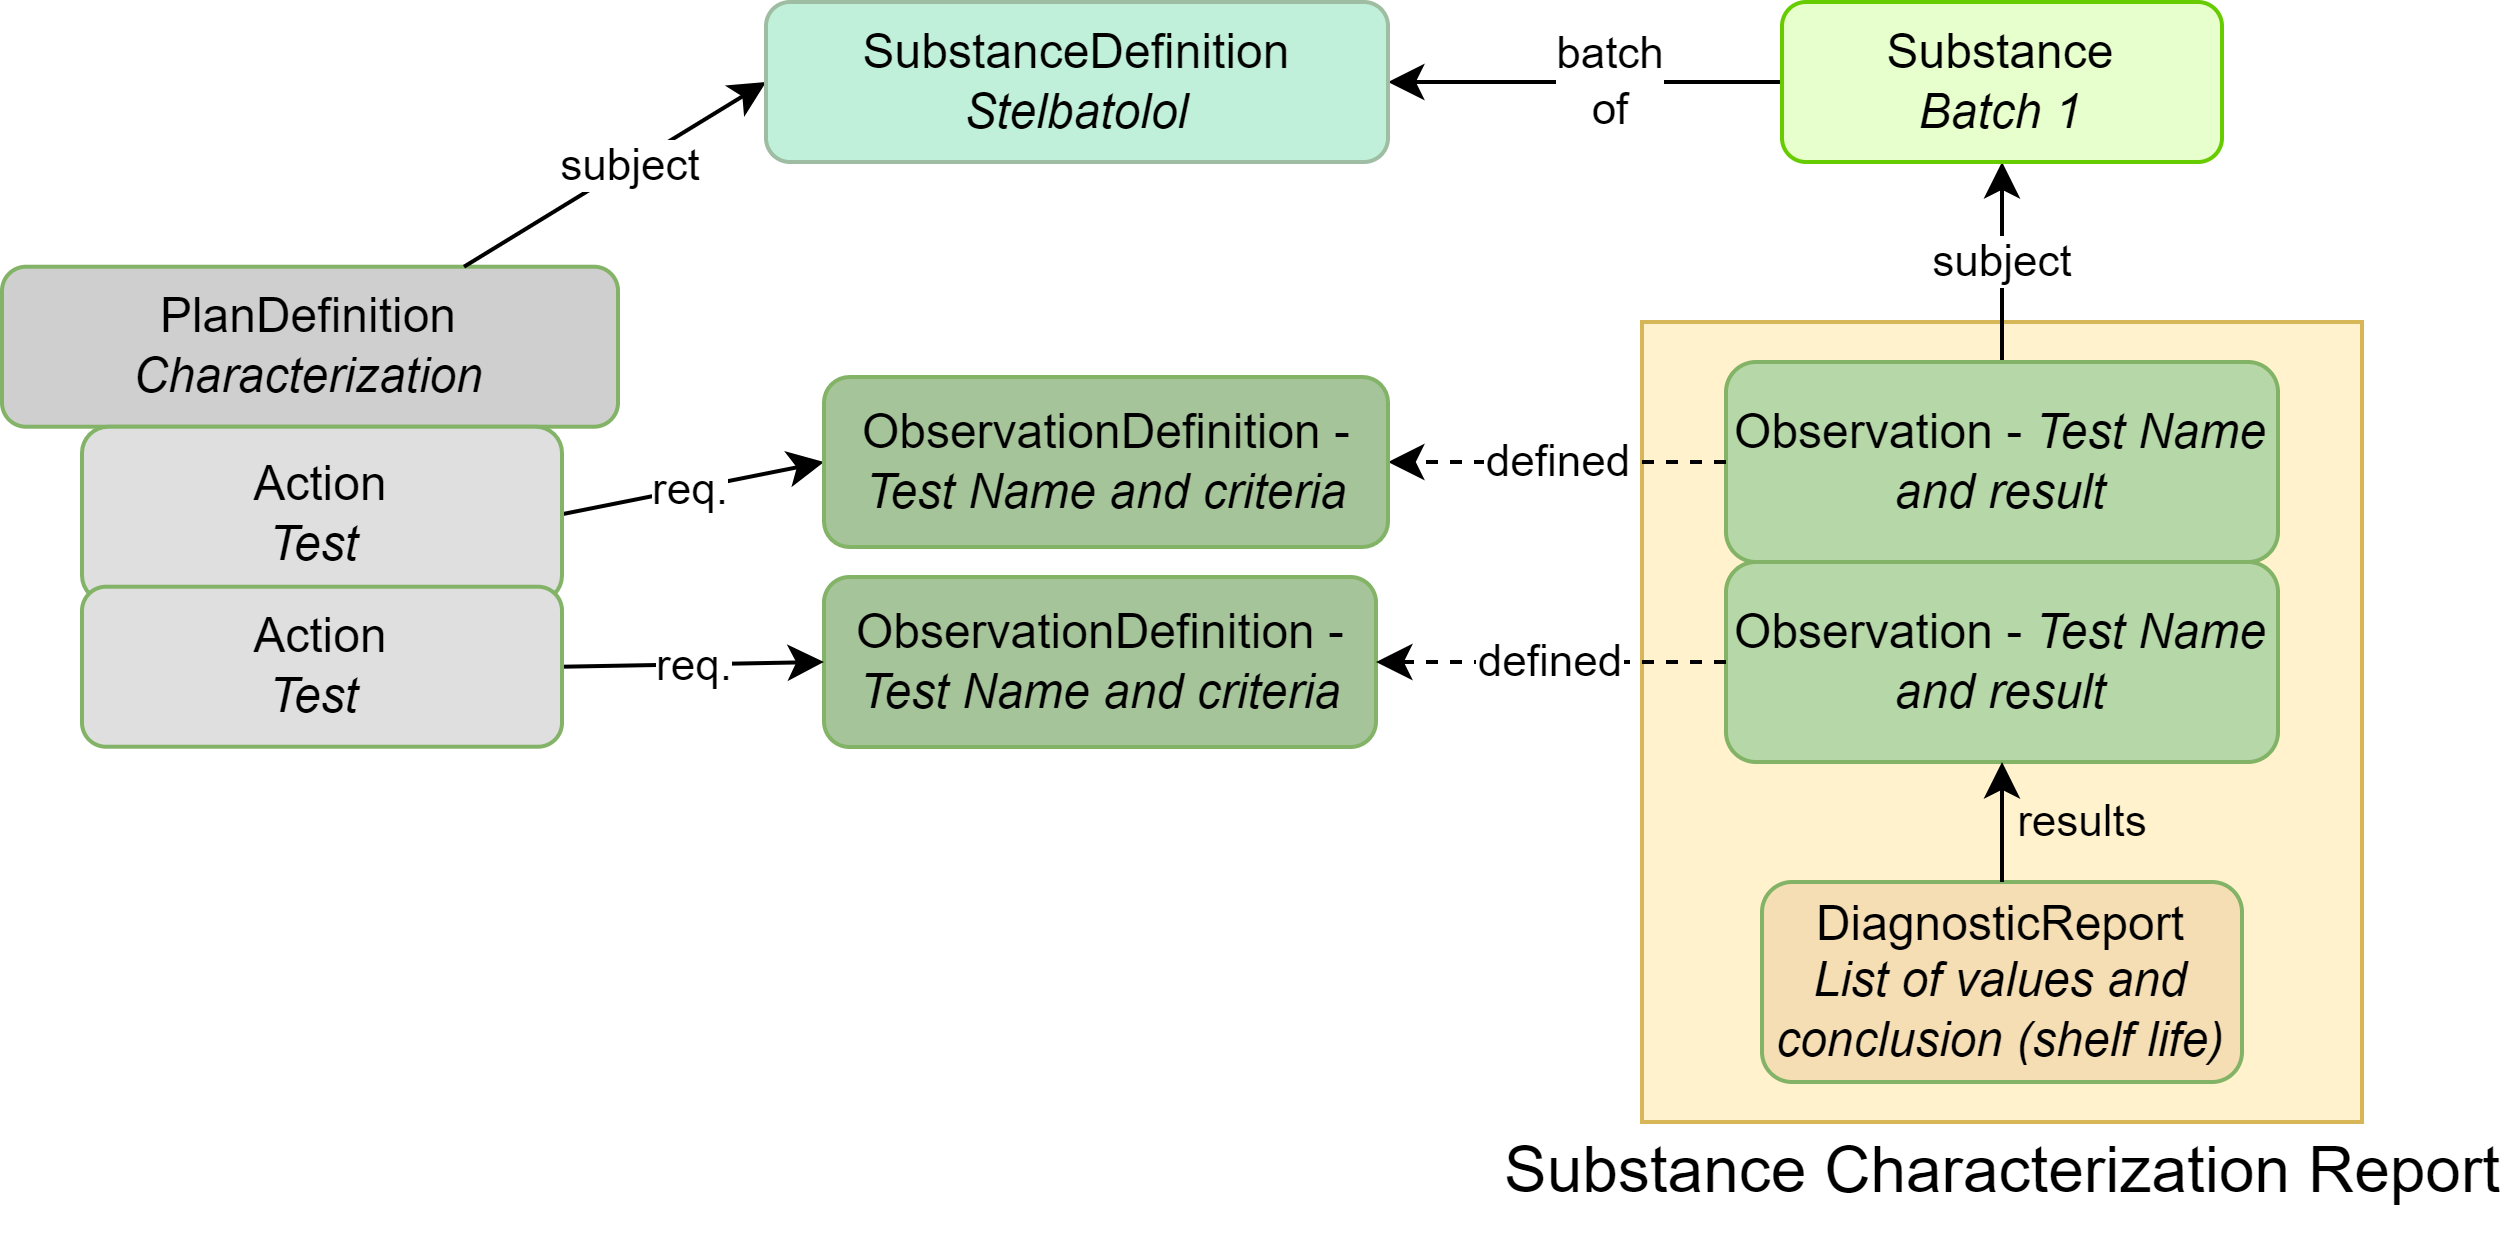 SubstanceDefinition
Stelbatolol
batch
of
Substance
Batch 1
subject
subject
PlanDefinition
Characterization
Action
Test
Action
Test
req.
req.
ObservationDefinition -
Test Name and criteria
ObservationDefinition -
Test Name and criteria
defined
defined
Observation - Test Name
and result
Observation - Test Name
and result
results
DiagnosticReport
List of values and
conclusion (shelf life)
Substance Characterization Report